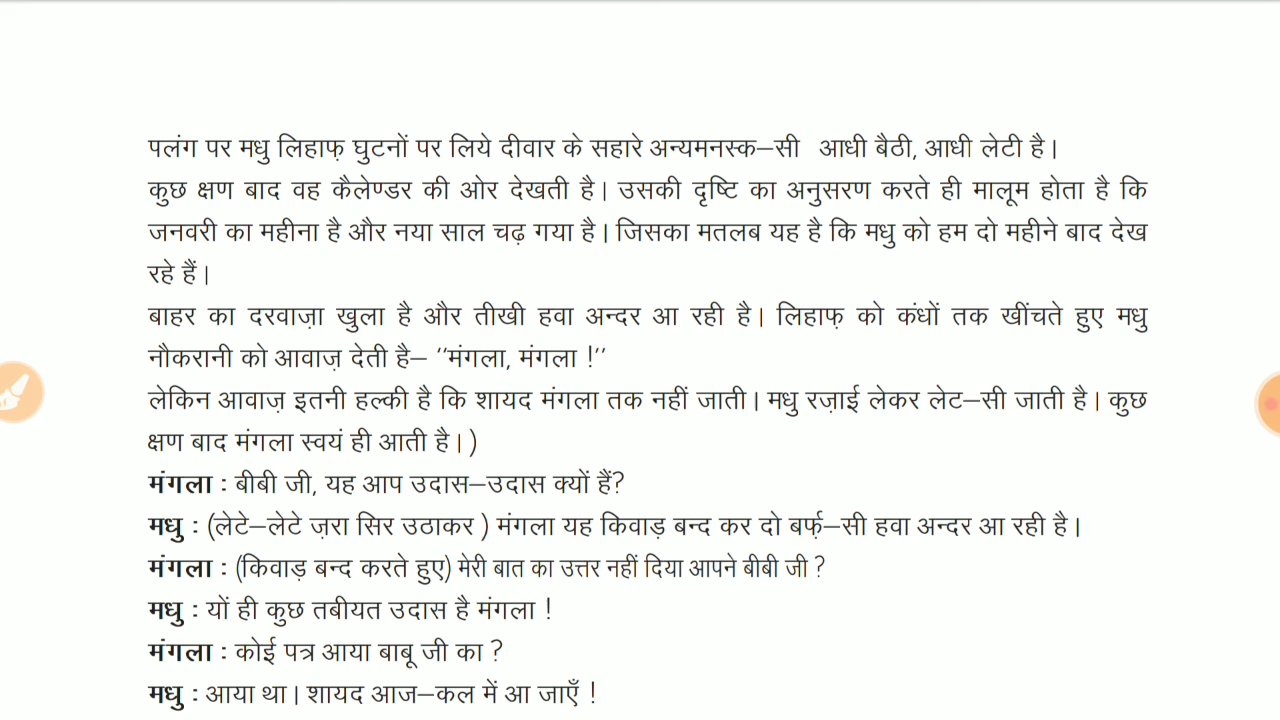 पलंग पर मधु लिहाफ़ घुटनों पर लिये दीवार के सहारे अन्यमनस्क–सी आधी बैठी, आधी लेटी है।
कुछ क्षण बाद वह कैलेण्डर की ओर देखती है। उसकी दृष्टि का अनुसरण करते ही मालूम होता है कि
जनवरी का महीना है और नया साल चढ़ गया है। जिसका मतलब यह है कि मधु को हम दो महीने बाद देख
रहे हैं।
बाहर का दरवाज़ा खुला है और तीखी हवा अन्दर आ रही है। लिहाफ़ को कंधों तक खींचते हुए मधु
नौकरानी को आवाज़ देती है– ''मंगला, मंगला !''
लेकिन आवाज़ इतनी हल्की है कि शायद मंगला तक नहीं जाती। मधु रज़ाई लेकर लेट–सी जाती है। कुछ
क्षण बाद मंगला स्वयं ही आती है।)
मंगला : बीबी जी, यह आप उदास–उदास क्यों हैं?
मधु : (लेटे–लेटे ज़रा सिर उठाकर ) मंगला यह किवाड़ बन्द कर दो बर्फ़–सी हवा अन्दर आ रही है।
मंगला : (किवाड़ बन्द करते हुए) मेरी बात का उत्तर नहीं दिया आपने बीबी जी ?
मधु : यों ही कुछ तबीयत उदास है मंगला !
मंगला : कोई पत्र आया बाबू जी का ?
मधु : आया था। शायद आज–कल में आ जाएँ !